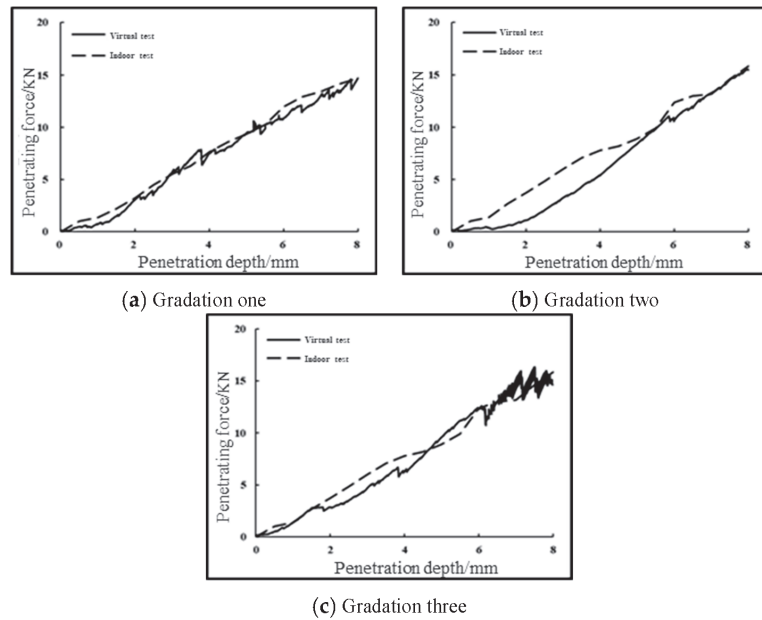 20
Virtual test
Indoor test
15
10
5
0
Penetrating force/KN
0 2 4 6 8
Penetration depth/mm
(a) Gradation one
20
Virtual test
Indoor test
15
10
5
0
Penetrating force/KN
0 2 4 6 8
Penetration depth/mm
(b) Gradation two
20
Virtual test
Indoor test
15
10
5
0
Penetrating force/KN
0 2 4 6 8
Penetration depth/mm
(c) Gradation three